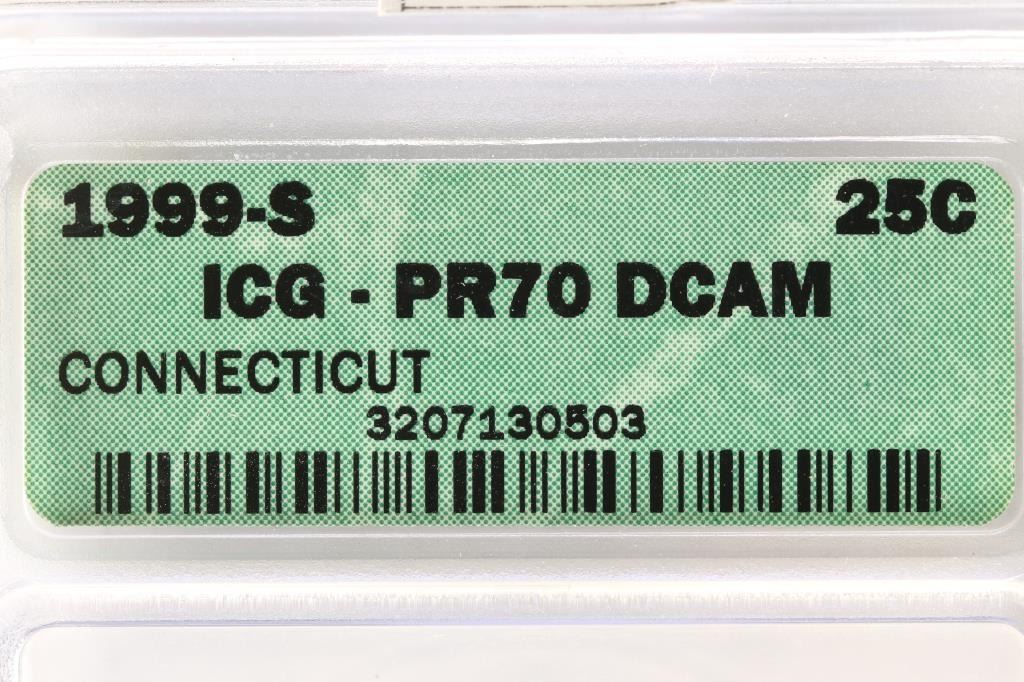 1999-S 25C
ICG - PR70 DCAM
CONNECTICUT
3207130503